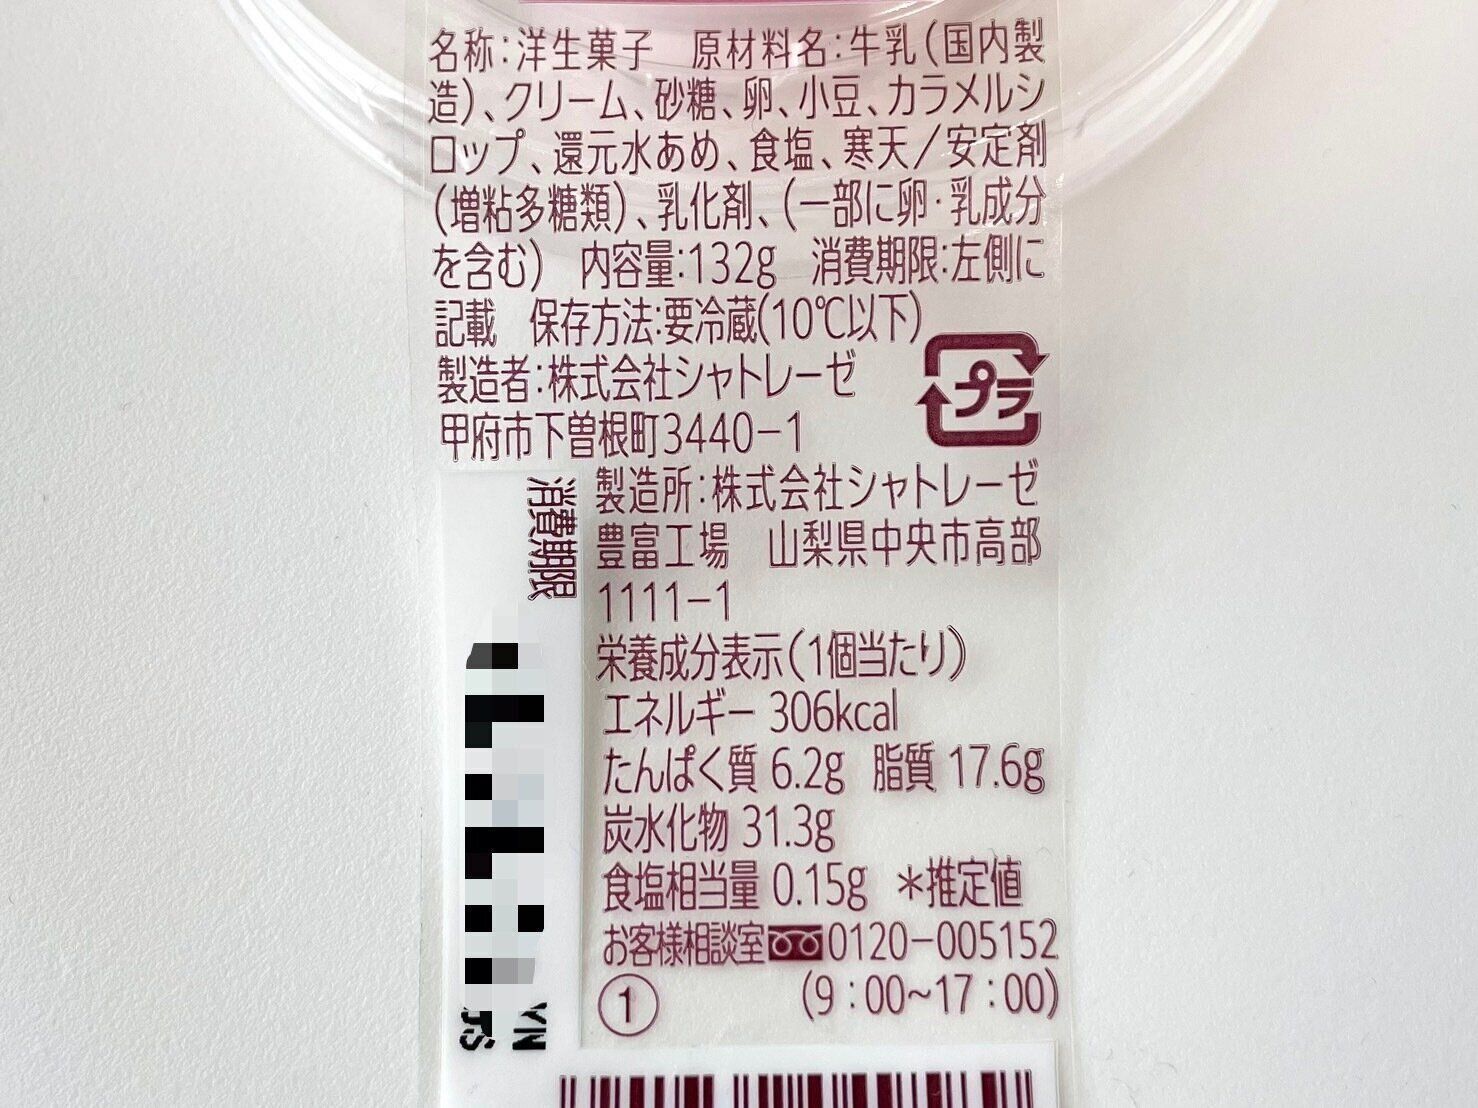 名称:洋生菓子　原材料名:牛乳(国内製
造)、クリーム、砂糖、卵、小豆、カラメルシ
ロップ、還元水あめ、食塩、寒天/安定剤
(増粘多糖類)、乳化剤、(一部に卵・乳成分
を含む)　内容量:132g　消費期限:左側に
記載　保存方法:要冷蔵(10℃以下)
製造者:株式会社シャトレーゼ
甲府市下曽根町3440-1
プラ
製造所:株式会社シャトレーゼ
豊富工場　山梨県中央市高部
1111-1
消費期限
栄養成分表示(1個当たり)
エネルギー 306kcal
たんぱく質 6.2g 脂質 17.6g
炭水化物 31.3g
食塩相当量 0.15g　*推定値
お客様相談室 0120-005152
① (9:00~17:00)